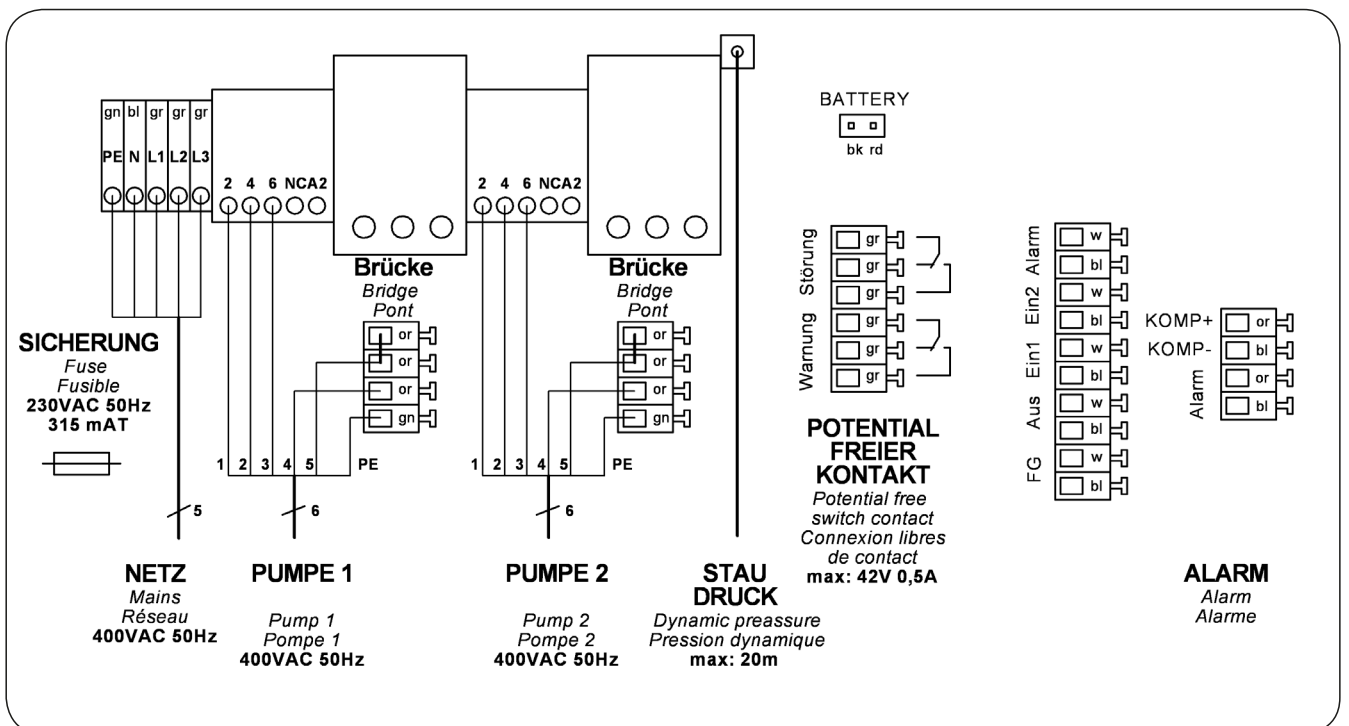 gn bl gr gr gr
PE N L1 L2 L3
2 4 6 NC A2
2 4 6 NC A2
Brücke
Bridge
Pont
or
or
or
gn
Brücke
Bridge
Pont
or
or
or
gn
SICHERUNG
Fuse
Fusible
230VAC 50Hz
315 mAT
1 2 3 4 5 PE
1 2 3 4 5 PE
5
6
6
NETZ
Mains
Réseau
400VAC 50Hz
PUMPE 1
Pump 1
Pompe 1
400VAC 50Hz
PUMPE 2
Pump 2
Pompe 2
400VAC 50Hz
STAU
DRUCK
Dynamic preassure
Pression dynamique
max: 20m
BATTERY
bk rd
Störung
gr
gr
gr
Warnung
gr
gr
gr
POTENTIAL
FREIER
KONTAKT
Potential free
switch contact
Connexion libres
de contact
max: 42V 0,5A
Alarm
w
bl
Ein2
w
bl
Ein1
w
bl
Aus
w
bl
FG
w
bl
KOMP+ or
KOMP- bl
Alarm
or
bl
ALARM
Alarm
Alarme